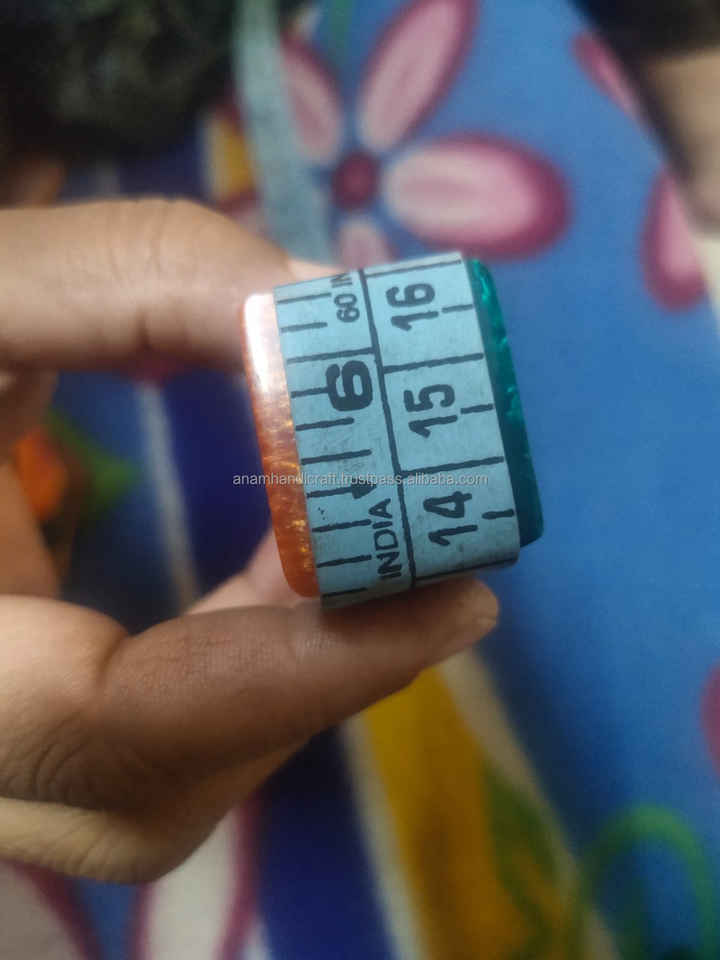 60 IN
16
6
15
14
INDIA
anamhandicraft.trustpass.alibaba.com